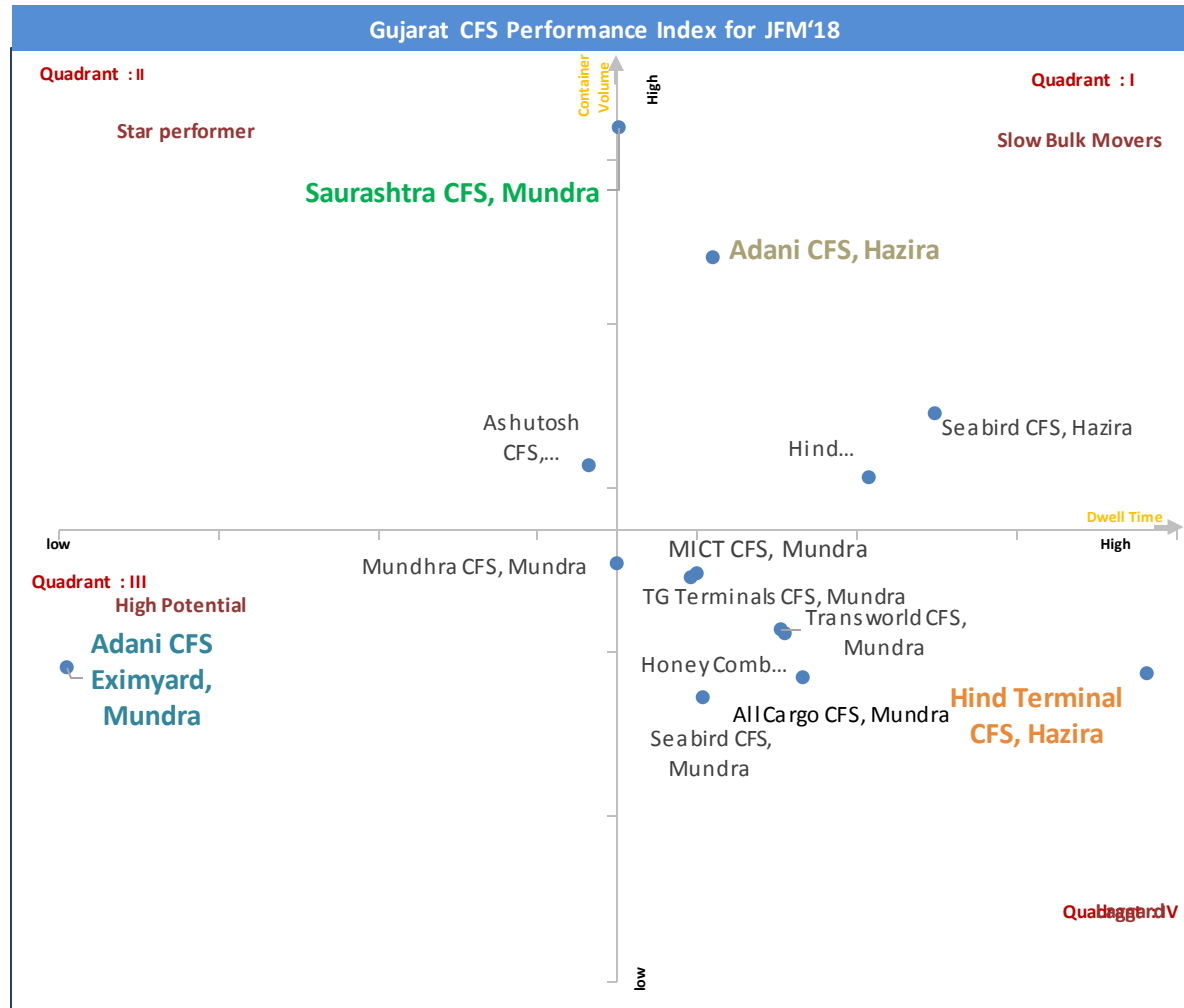 Gujarat CFS Performance Index for JFM‘18
Quadrant : II
Container
Volume
High
Quadrant : I
Star performer
Slow Bulk Movers
Saurashtra CFS, Mundra
Adani CFS, Hazira
Ashutosh
CFS,...
Seabird CFS, Hazira
Hind...
Dwell Time
low
High
Mundhra CFS, Mundra
MICT CFS, Mundra
Quadrant : III
High Potential
TG Terminals CFS, Mundra
Transworld CFS,
Mundra
Adani CFS
Eximyard,
Mundra
Honey Comb...
Hind Terminal
CFS, Hazira
All Cargo CFS, Mundra
Seabird CFS,
Mundra
Quadrant : IV
Laggard
low